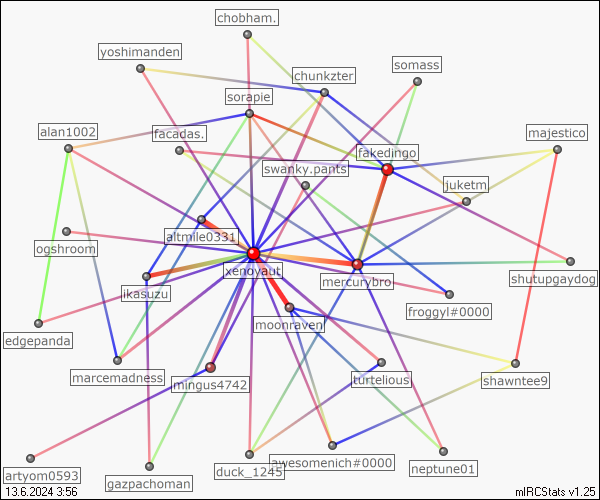 chobham.
yoshimanden
chunkzter
somass
sorapie
alan1002
facadas.
fakedingo
majestico
swanky.pants
juketm
altmile0331
ogshroom
xenoyaut
mercurybro
shutupgaydog
ikasuzu
froggyl#0000
moonraven
edgepanda
marcemadness
mingus4742
turtelious
shawntee9
awesomenich#0000
artyom0593
gazpachoman
duck_1245
neptune01
13.6.2024 3:56
mIRCStats v1.25